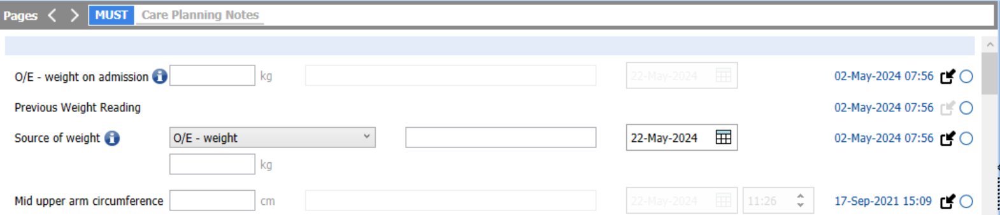 Pages MUST Care Planning Notes
O/E - weight on admission kg 22-May-2024 02-May-2024 07:56
Previous Weight Reading 02-May-2024 07:56
Source of weight O/E - weight 22-May-2024 02-May-2024 07:56
kg
Mid upper arm circumference cm 22-May-2024 11:26 17-Sep-2021 15:09